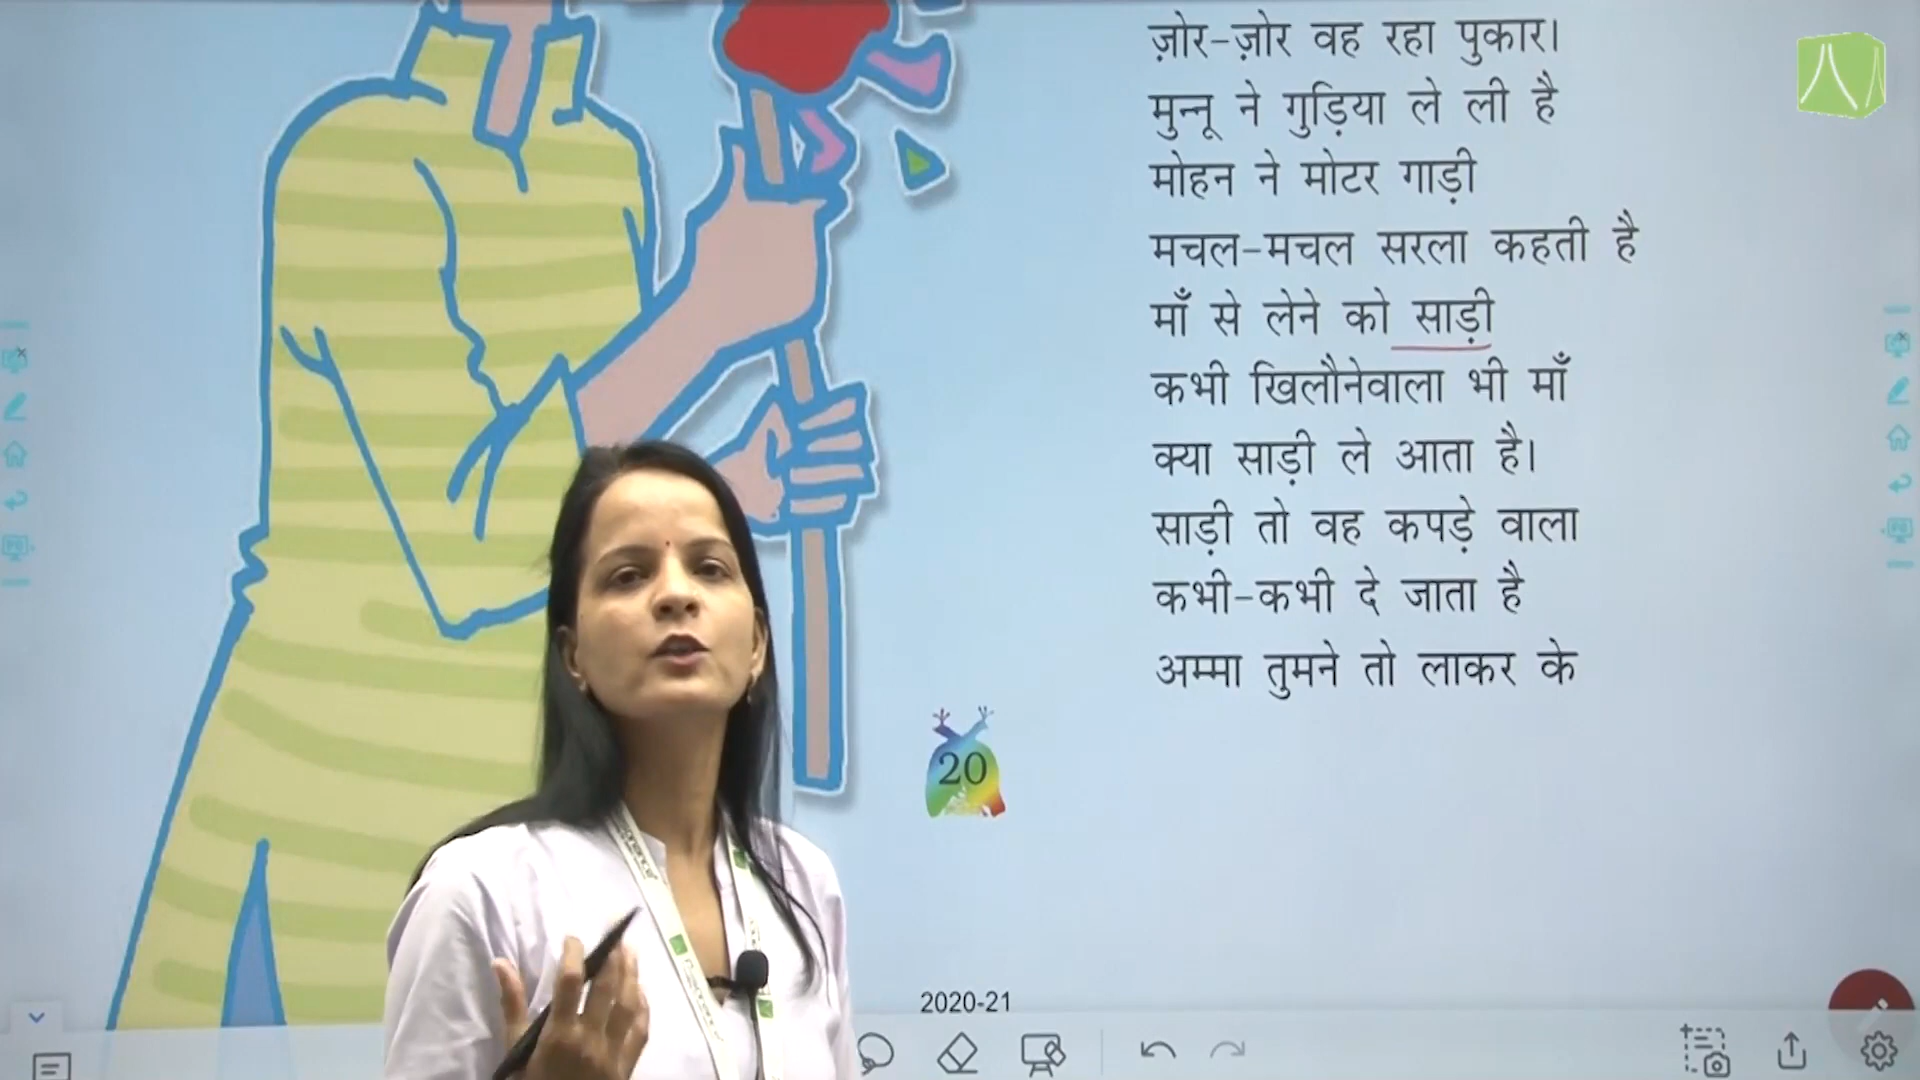 ज़ोर-ज़ोर वह रहा पुकार।
मुन्नू ने गुड़िया ले ली है
मोहन ने मोटर गाड़ी
मचल-मचल सरला कहती है
माँ से लेने को साड़ी
कभी खिलौनेवाला भी माँ
क्या साड़ी ले आता है।
साड़ी तो वह कपड़े वाला
कभी-कभी दे जाता है
अम्मा तुमने तो लाकर के
20
2020-21